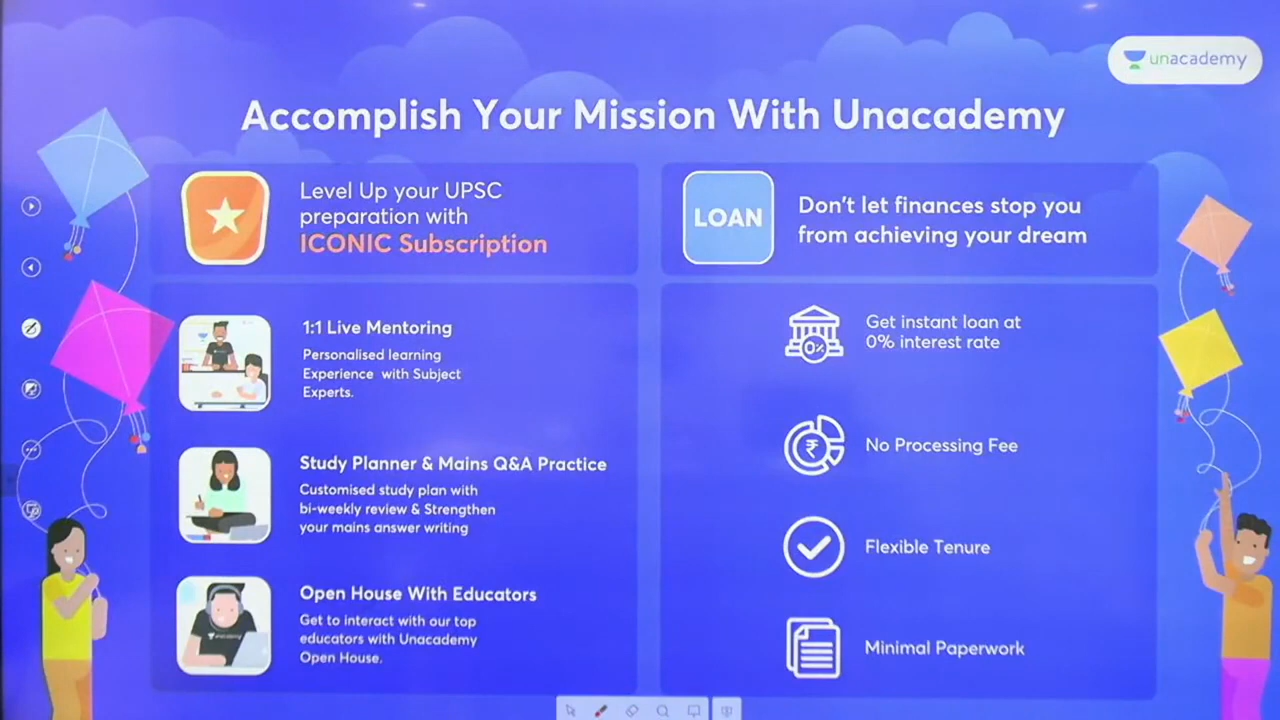 unacademy
Accomplish Your Mission With Unacademy
Level Up your UPSC
preparation with
ICONIC Subscription
1:1 Live Mentoring
Personalised learning
Experience with Subject
Experts.
Study Planner & Mains Q&A Practice
Customised study plan with
bi-weekly review & Strengthen
your mains answer writing
Open House With Educators
Get to interact with our top
educators with Unacademy
Open House.
LOAN
Don't let finances stop you
from achieving your dream
0%
Get instant loan at
0% interest rate
₹
No Processing Fee
Flexible Tenure
Minimal Paperwork
unacademy